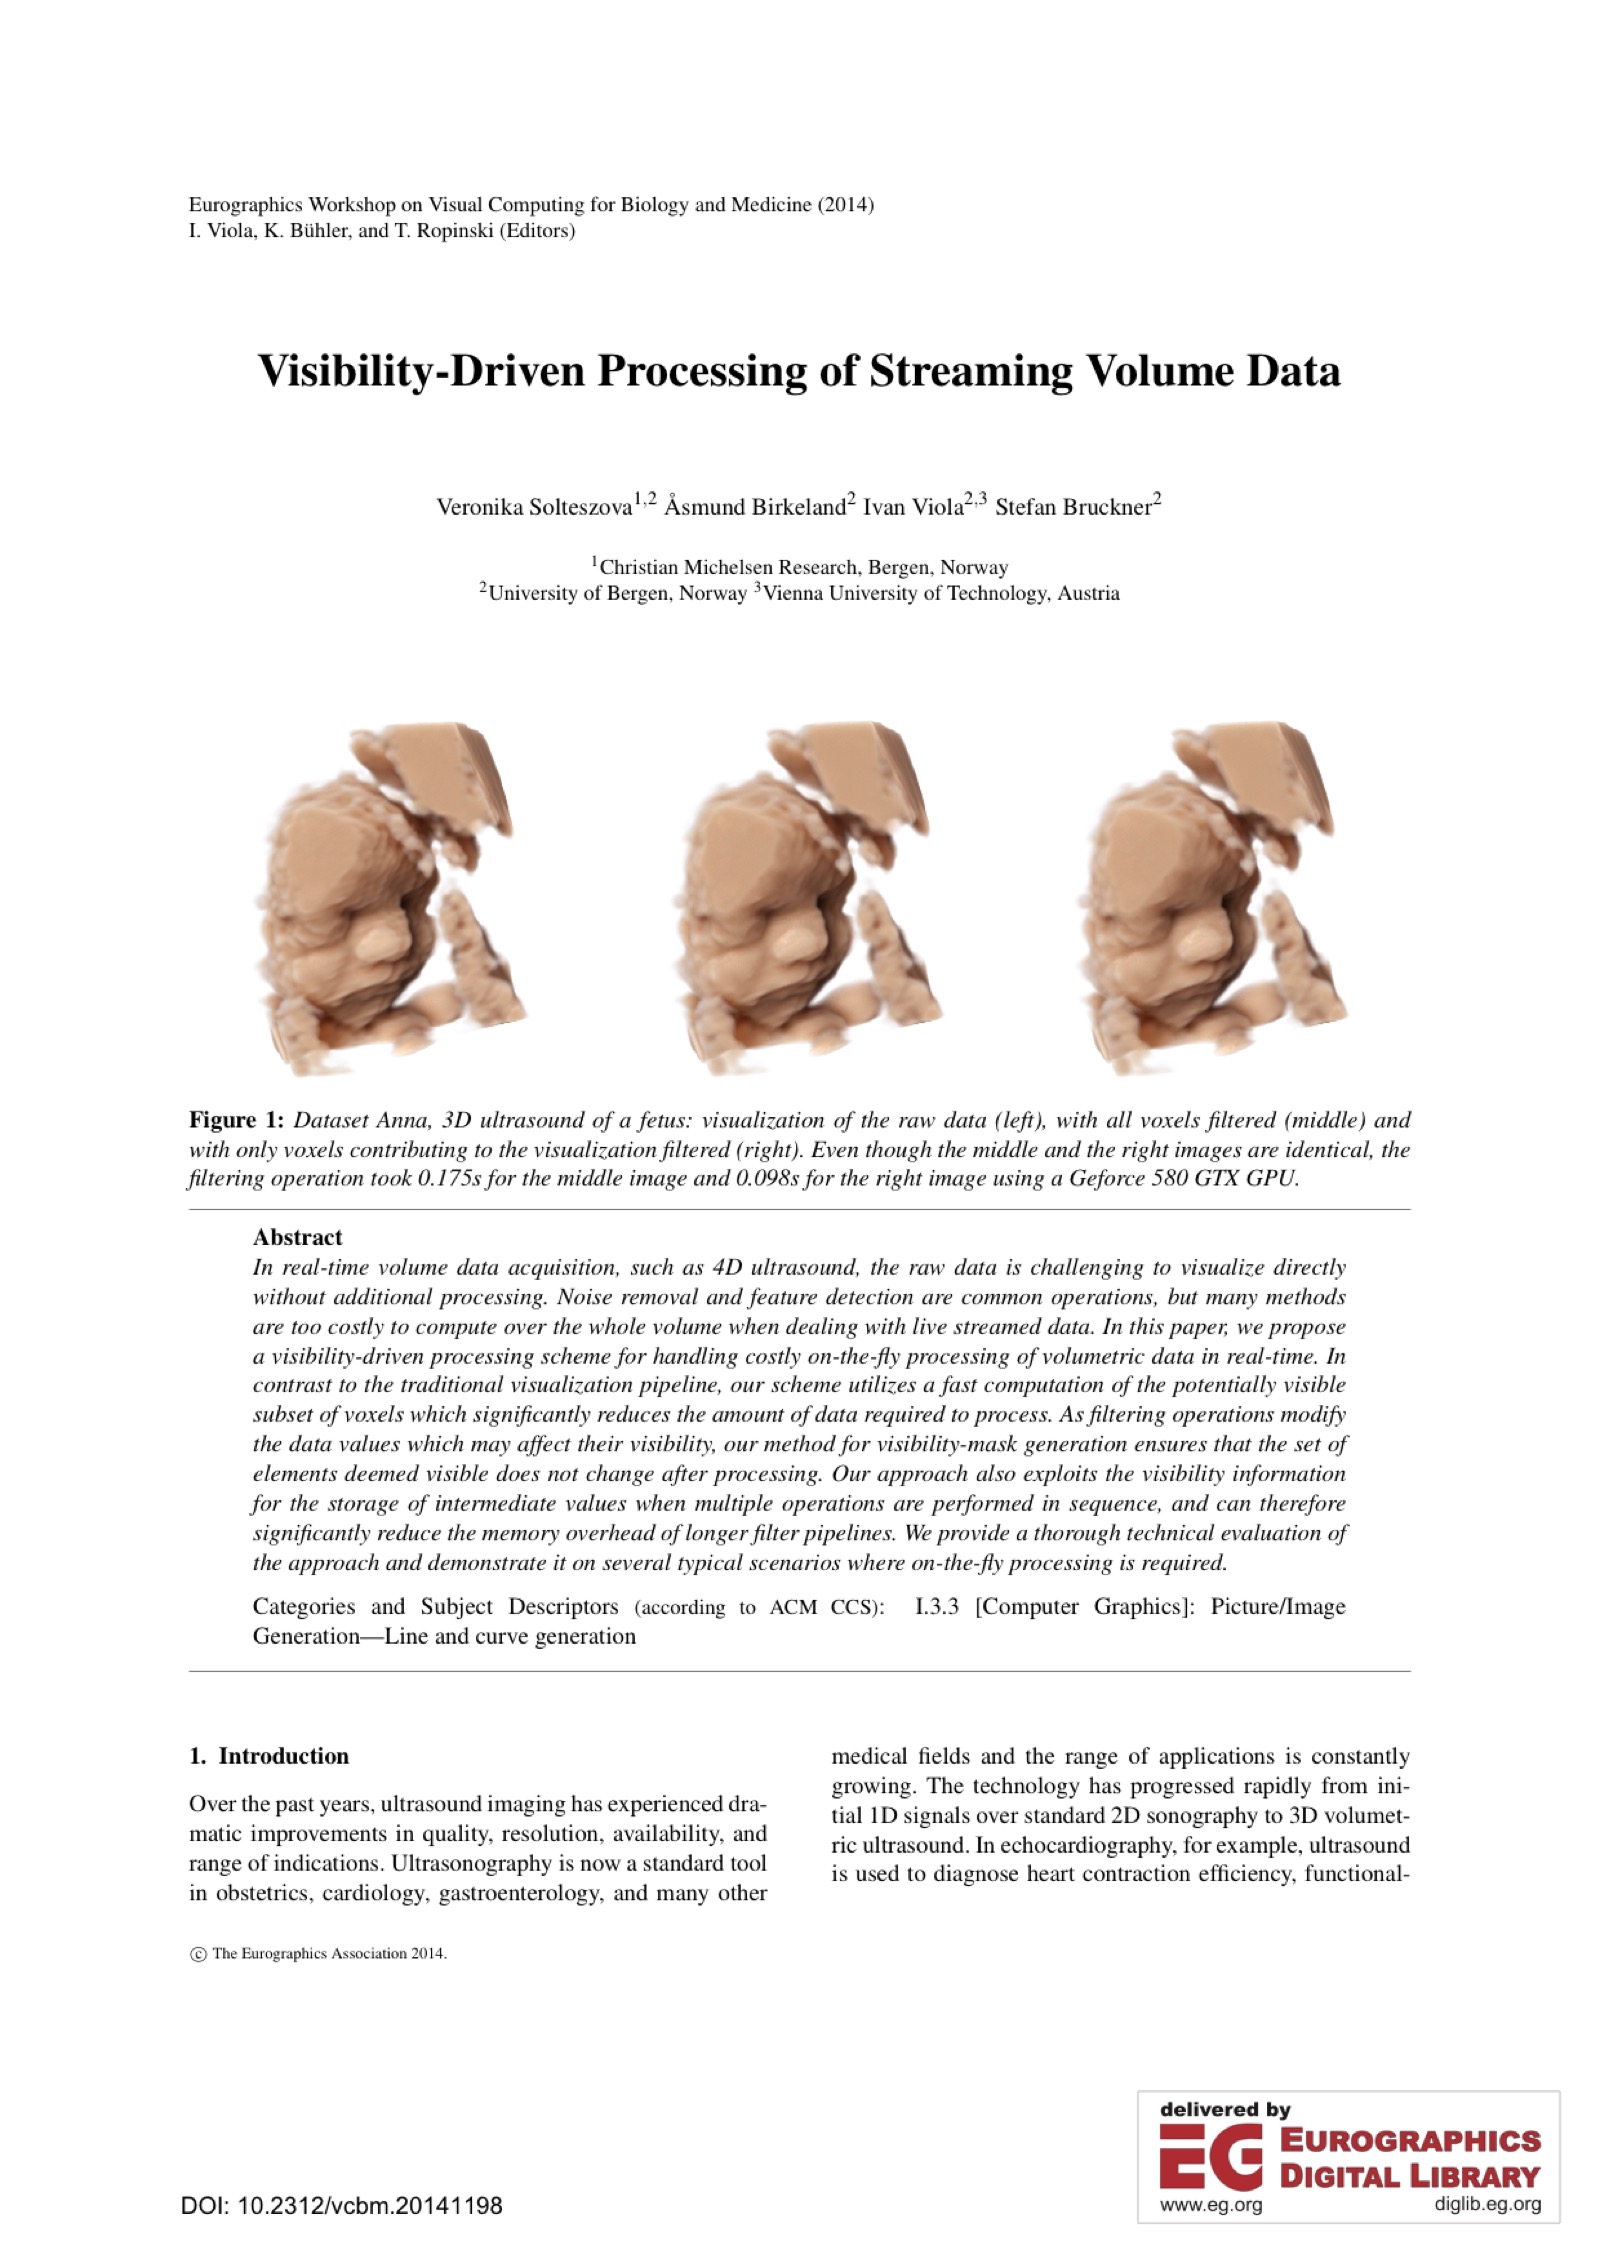 Eurographics Workshop on Visual Computing for Biology and Medicine (2014)
I. Viola, K. Bühler, and T. Ropinski (Editors)
Visibility-Driven Processing of Streaming Volume Data
Veronika Solteszova1,2 Åsmund Birkeland2 Ivan Viola2,3 Stefan Bruckner2
1Christian Michelsen Research, Bergen, Norway
2University of Bergen, Norway 3Vienna University of Technology, Austria
Figure 1: Dataset Anna, 3D ultrasound of a fetus: visualization of the raw data (left), with all voxels filtered (middle) and
with only voxels contributing to the visualization filtered (right). Even though the middle and the right images are identical, the
filtering operation took 0.175s for the middle image and 0.098s for the right image using a Geforce 580 GTX GPU.
Abstract
In real-time volume data acquisition, such as 4D ultrasound, the raw data is challenging to visualize directly
without additional processing. Noise removal and feature detection are common operations, but many methods
are too costly to compute over the whole volume when dealing with live streamed data. In this paper, we propose
a visibility-driven processing scheme for handling costly on-the-fly processing of volumetric data in real-time. In
contrast to the traditional visualization pipeline, our scheme utilizes a fast computation of the potentially visible
subset of voxels which significantly reduces the amount of data required to process. As filtering operations modify
the data values which may affect their visibility, our method for visibility-mask generation ensures that the set of
elements deemed visible does not change after processing. Our approach also exploits the visibility information
for the storage of intermediate values when multiple operations are performed in sequence, and can therefore
significantly reduce the memory overhead of longer filter pipelines. We provide a thorough technical evaluation of
the approach and demonstrate it on several typical scenarios where on-the-fly processing is required.
Categories and Subject Descriptors (according to ACM CCS): I.3.3 [Computer Graphics]: Picture/Image
Generation—Line and curve generation
1. Introduction
Over the past years, ultrasound imaging has experienced dra-
matic improvements in quality, resolution, availability, and
range of indications. Ultrasonography is now a standard tool
in obstetrics, cardiology, gastroenterology, and many other
medical fields and the range of applications is constantly
growing. The technology has progressed rapidly from ini-
tial 1D signals over standard 2D sonography to 3D volumet-
ric ultrasound. In echocardiography, for example, ultrasound
is used to diagnose heart contraction efficiency, functional-
© The Eurographics Association 2014.
delivered by
EG EUROGRAPHICS
DIGITAL LIBRARY
www.eg.org diglib.eg.org
DOI: 10.2312/vcbm.20141198